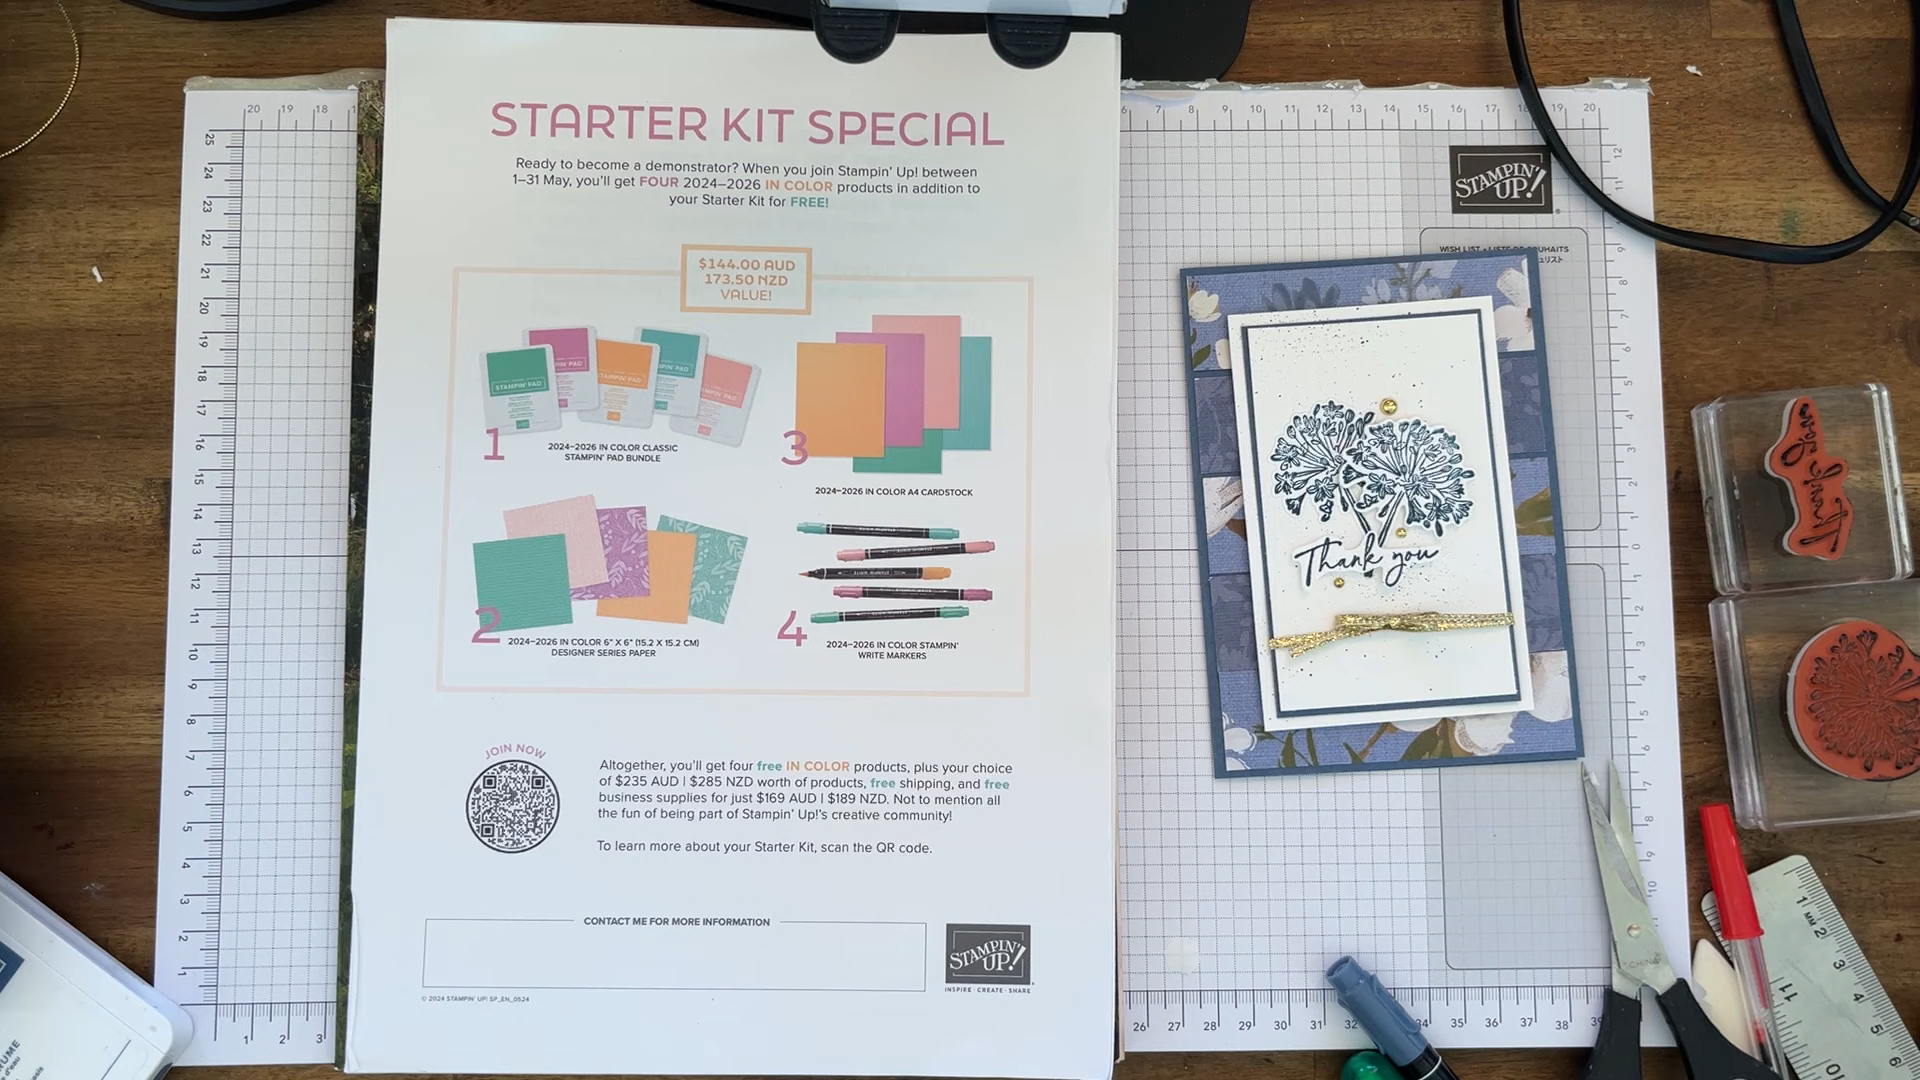 STARTER KIT SPECIAL
Ready to become a demonstrator? When you join Stampin' Up! between
1–31 May, you'll get FOUR 2024–2026 IN COLOR products in addition to
your Starter Kit for FREE!
$144.00 AUD
173.50 NZD
VALUE!
STAMPIN' PAD
STAMPIN' PAD
1
2024–2026 IN COLOR CLASSIC
STAMPIN' PAD BUNDLE
3
2024–2026 IN COLOR A4 CARDSTOCK
2
2024–2026 IN COLOR 6" X 6" (15.2 X 15.2 CM)
DESIGNER SERIES PAPER
4
2024–2026 IN COLOR STAMPIN'
WRITE MARKERS
JOIN NOW
Altogether, you'll get four free IN COLOR products, plus your choice
of $235 AUD | $285 NZD worth of products, free shipping, and free
business supplies for just $169 AUD | $189 NZD. Not to mention all
the fun of being part of Stampin' Up!'s creative community!
To learn more about your Starter Kit, scan the QR code.
CONTACT ME FOR MORE INFORMATION
STAMPIN' UP!
INSPIRE · CREATE · SHARE
© 2024 STAMPIN' UP! SP_EN_0524
STAMPIN' UP!
WISH LIST
Thank you